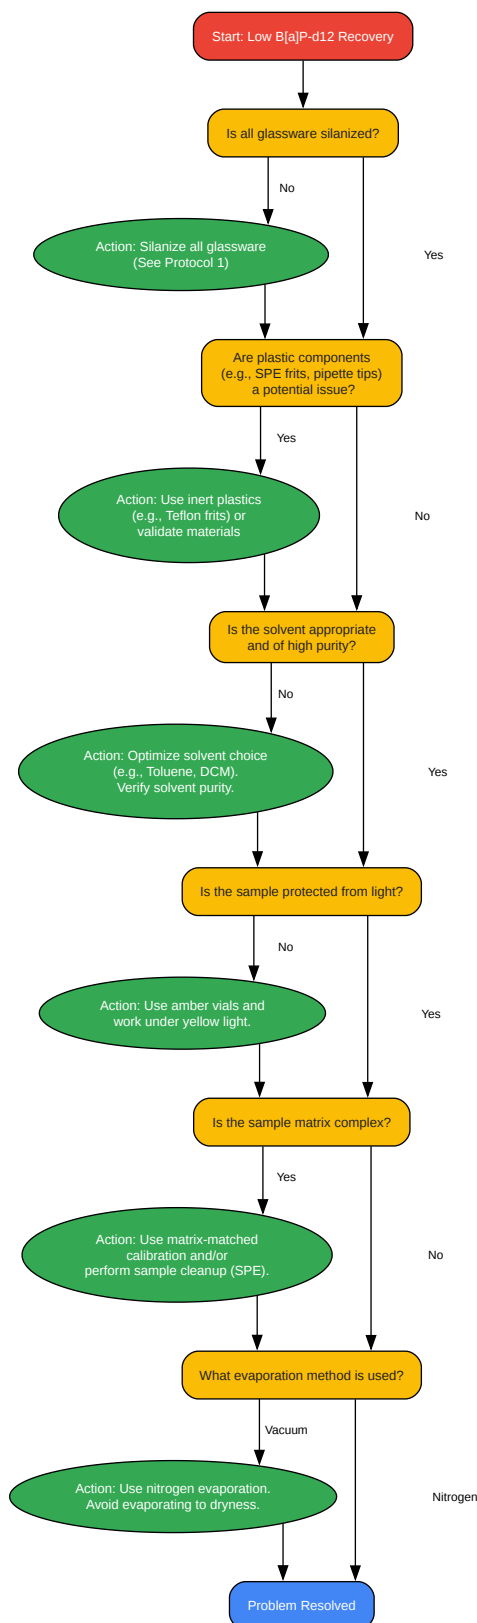 Start: Low B[a]P-d12 Recovery
Is all glassware silanized?
No
Action: Silanize all glassware
(See Protocol 1)
Yes
Are plastic components
(e.g., SPE frits, pipette tips)
a potential issue?
Yes
Action: Use inert plastics
(e.g., Teflon frits) or
validate materials
No
Is the solvent appropriate
and of high purity?
No
Action: Optimize solvent choice
(e.g., Toluene, DCM).
Verify solvent purity.
Yes
Is the sample protected from light?
No
Action: Use amber vials and
work under yellow light.
Yes
Is the sample matrix complex?
Yes
Action: Use matrix-matched
calibration and/or
perform sample cleanup (SPE).
No
What evaporation method is used?
Vacuum
Action: Use nitrogen evaporation.
Avoid evaporating to dryness.
Nitrogen
Problem Resolved